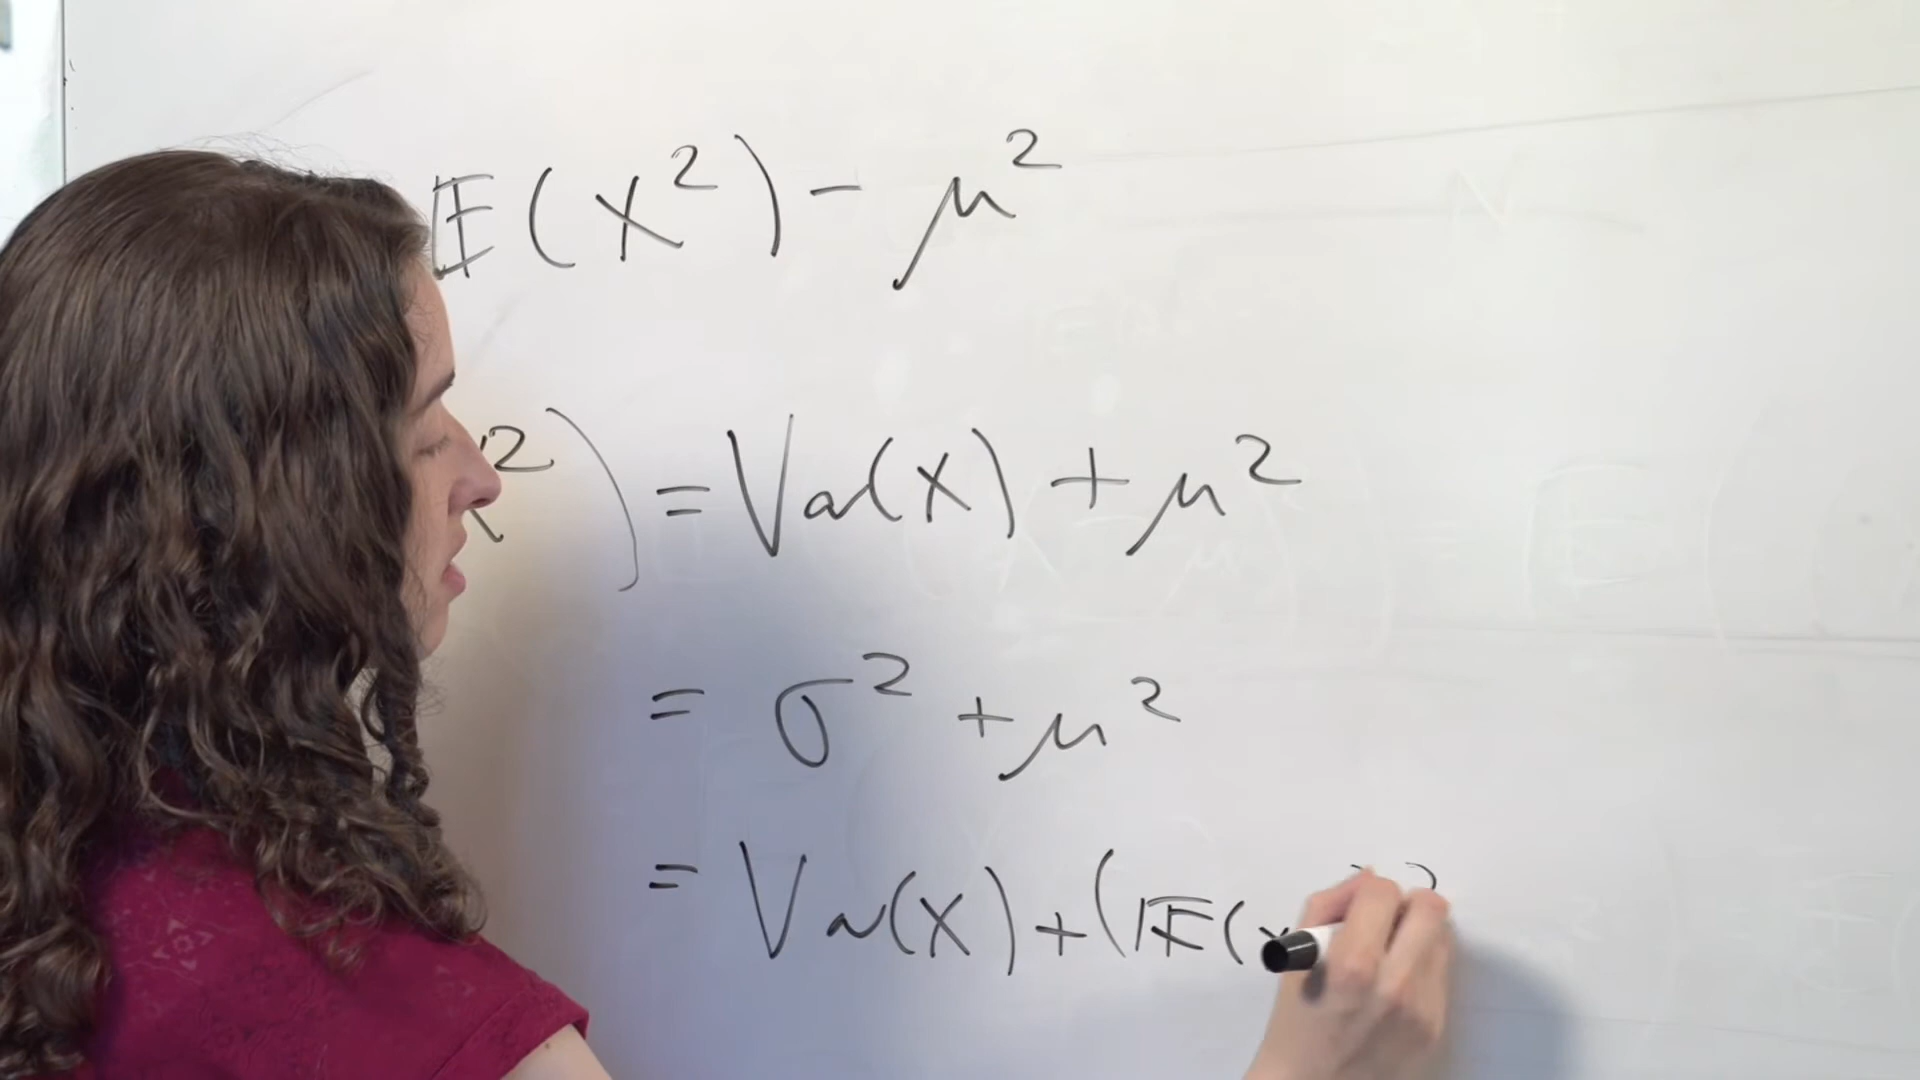 𝔼(X²) - μ²
²) = Var(X) + μ²
= σ² + μ²
= Var(X) + (𝔼(